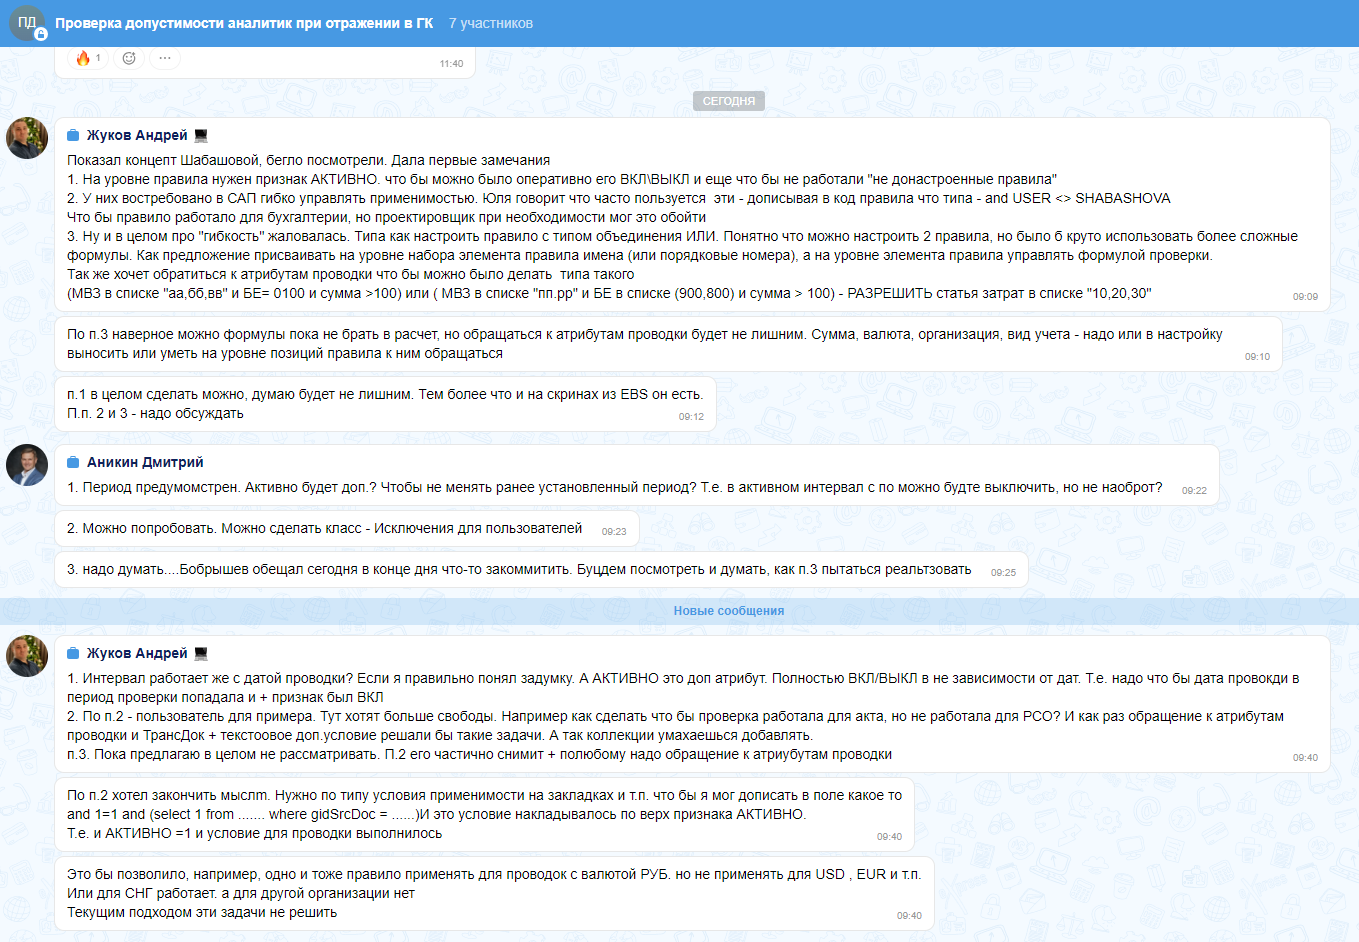 ПД
Проверка допустимости аналитик при отражении в ГК 7 участников
1
11:40
СЕГОДНЯ
Жуков Андрей
Показал концепт Шабашовой, бегло посмотрели. Дала первые замечания
1. На уровне правила нужен признак АКТИВНО. что бы можно было оперативно его ВКЛ\ВЫКЛ и еще что бы не работали "не донастроенные правила"
2. У них востребовано в САП гибко управлять применимостью. Юля говорит что часто пользуется эти - дописывая в код правила что типа - and USER <> SHABASHOVA
Что бы правило работало для бухгалтерии, но проектировщик при необходимости мог это обойти
3. Ну и в целом про "гибкость" жаловалась. Типа как настроить правило с типом объединения ИЛИ. Понятно что можно настроить 2 правила, но было б круто использовать более сложные
формулы. Как предложение присваивать на уровне набора элемента правила имена (или порядковые номера), а на уровне элемента правила управлять формулой проверки.
Так же хочет обратиться к атрибутам проводки что бы можно было делать типа такого
(МВЗ в списке "аа,бб,вв" и БЕ= 0100 и сумма >100) или ( МВЗ в списке "пп.рр" и БЕ в списке (900,800) и сумма > 100) - РАЗРЕШИТЬ статья затрат в списке "10,20,30"
09:09
По п.3 наверное можно формулы пока не брать в расчет, но обращаться к атрибутам проводки будет не лишним. Сумма, валюта, организация, вид учета - надо или в настройку
выносить или уметь на уровне позиций правила к ним обращаться
09:10
п.1 в целом сделать можно, думаю будет не лишним. Тем более что и на скринах из EBS он есть.
П.п. 2 и 3 - надо обсуждать
09:12
Аникин Дмитрий
1. Период предумомстрен. Активно будет доп.? Чтобы не менять ранее установленный период? Т.е. в активном интервал с по можно будте выключить, но не наоброт?
09:22
2. Можно попробовать. Можно сделать класс - Исключения для пользователей
09:23
3. надо думать....Бобрышев обещал сегодня в конце дня что-то закоммитить. Буцдем посмотреть и думать, как п.3 пытаться реальтзовать
09:25
Новые сообщения
Жуков Андрей
1. Интервал работает же с датой проводки? Если я правильно понял задумку. А АКТИВНО это доп атрибут. Полностью ВКЛ/ВЫКЛ в не зависимости от дат. Т.е. надо что бы дата провокди в
период проверки попадала и + признак был ВКЛ
2. По п.2 - пользователь для примера. Тут хотят больше свободы. Например как сделать что бы проверка работала для акта, но не работала для РСО? И как раз обращение к атрибутам
проводки и ТрансДок + текстоовое доп.условие решали бы такие задачи. А так коллекции умахаешься добавлять.
п.3. Пока предлагаю в целом не рассматривать. П.2 его частично снимит + полюбому надо обращение к атриубутам проводки
09:40
По п.2 хотел закончить мыслm. Нужно по типу условия применимости на закладках и т.п. что бы я мог дописать в поле какое то
and 1=1 and (select 1 from ....... where gidSrcDoc = ......)И это условие накладывалось по верх признака АКТИВНО.
Т.е. и АКТИВНО =1 и условие для проводки выполнилось
09:40
Это бы позволило, например, одно и тоже правило применять для проводок с валютой РУБ. но не применять для USD , EUR и т.п.
Или для СНГ работает. а для другой организации нет
Текущим подходом эти задачи не решить
09:40